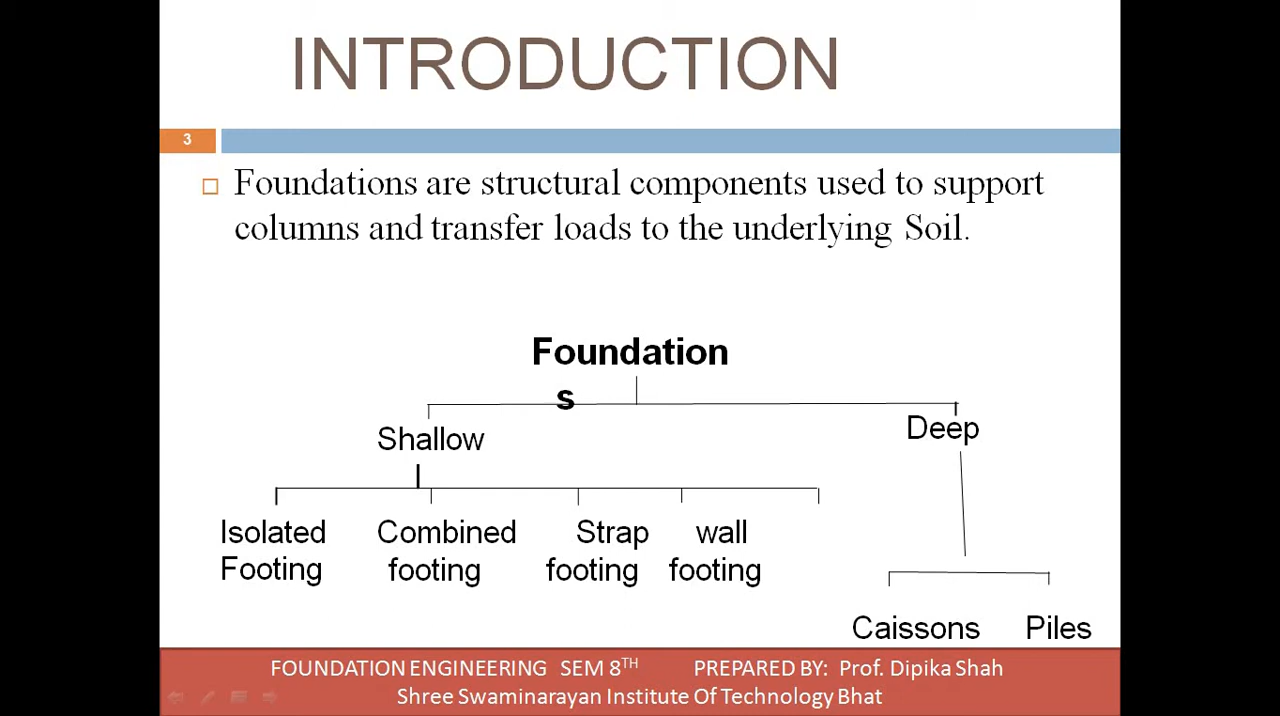 INTRODUCTION
3
Foundations are structural components used to support
columns and transfer loads to the underlying Soil.
Foundation
s
Shallow
Deep
Isolated Combined Strap wall
Footing footing footing footing
Caissons Piles
FOUNDATION ENGINEERING SEM 8TH PREPARED BY: Prof. Dipika Shah
Shree Swaminarayan Institute Of Technology Bhat